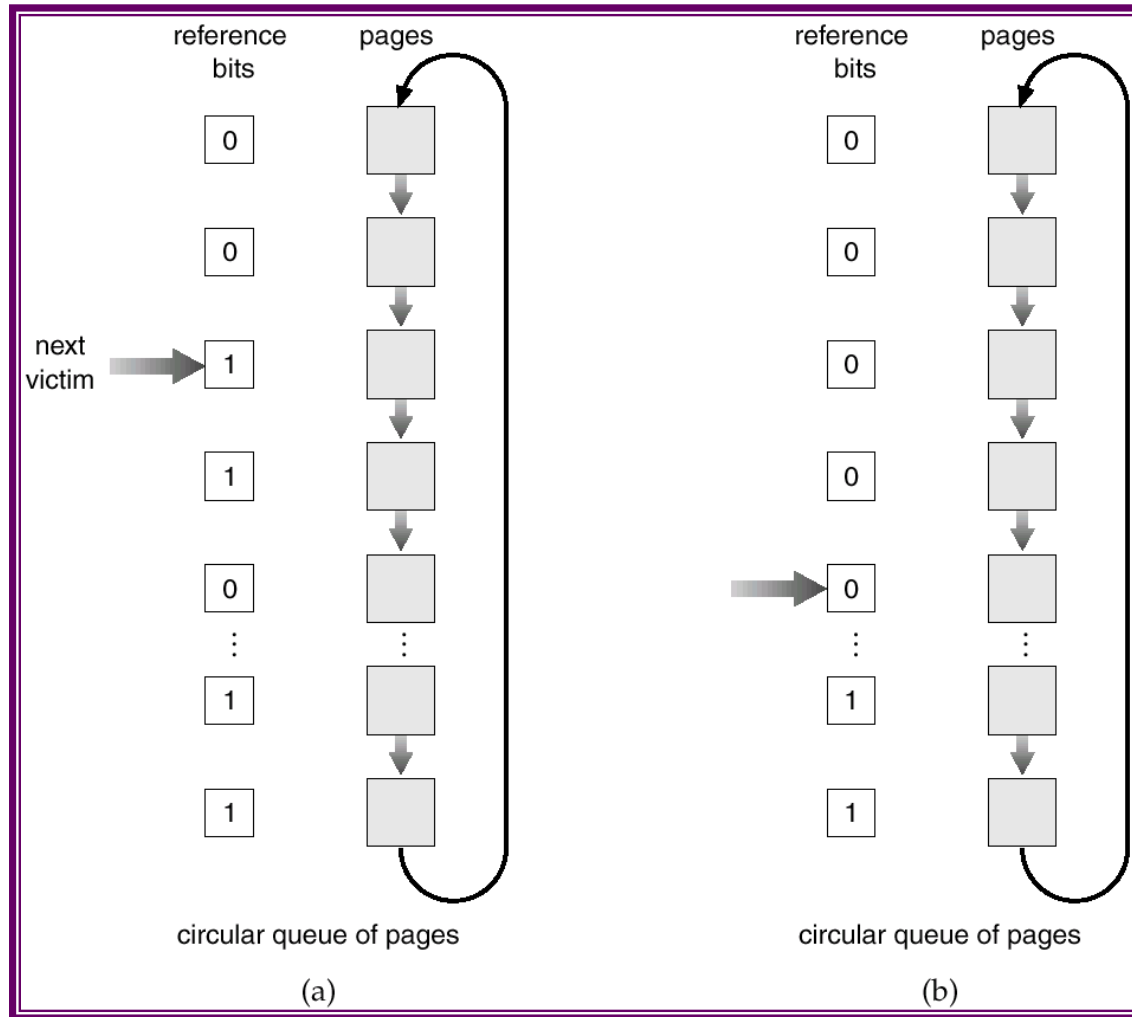 reference bits
pages
0
0
next victim
1
1
0
⋮
⋮
1
1
circular queue of pages
(a)
reference bits
pages
0
0
0
0
0
⋮
⋮
1
1
circular queue of pages
(b)